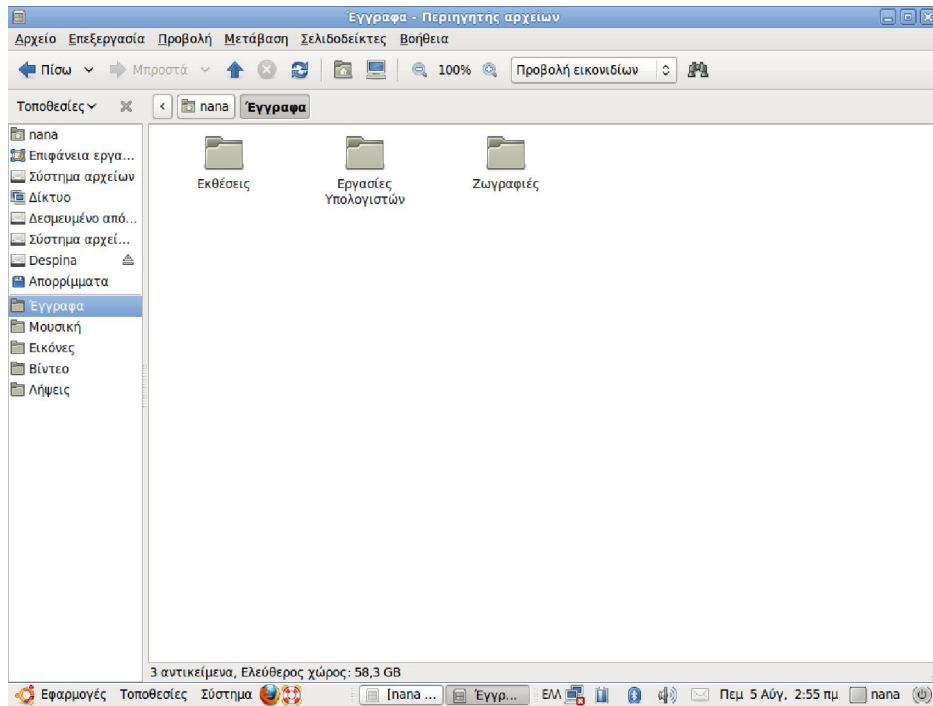 Έγγραφα - Περιηγητής αρχείων
Αρχείο Επεξεργασία Προβολή Μετάβαση Σελιδοδείκτες Βοήθεια
Πίσω Μπροστά 100% Προβολή εικονιδίων
Τοποθεσίες nana Έγγραφα
nana
Επιφάνεια εργα...
Σύστημα αρχείων
Δίκτυο
Δεσμευμένο από...
Σύστημα αρχεί...
Despina
Απορρίμματα
Έγγραφα
Μουσική
Εικόνες
Βίντεο
Λήψεις
Εκθέσεις
Εργασίες
Υπολογιστών
Ζωγραφιές
3 αντικείμενα, Ελεύθερος χώρος: 58,3 GB
Εφαρμογές Τοποθεσίες Σύστημα [nana ... Έγγρ... ΕΛΛ Πεμ 5 Αύγ, 2:55 πμ nana